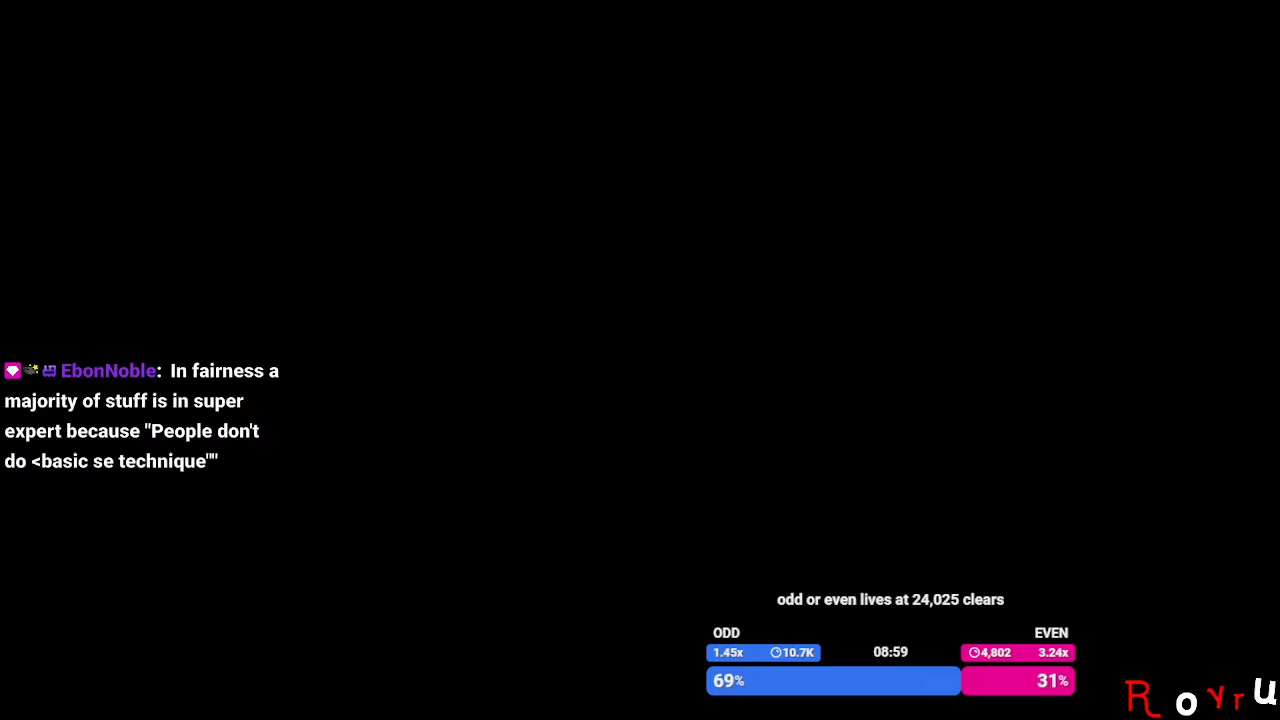 EbonNoble: In fairness a
majority of stuff is in super
expert because "People don't
do <basic se technique""
odd or even lives at 24,025 clears
ODD EVEN
1.45x 10.7K 08:59 4,802 3.24x
69% 31%
Royru